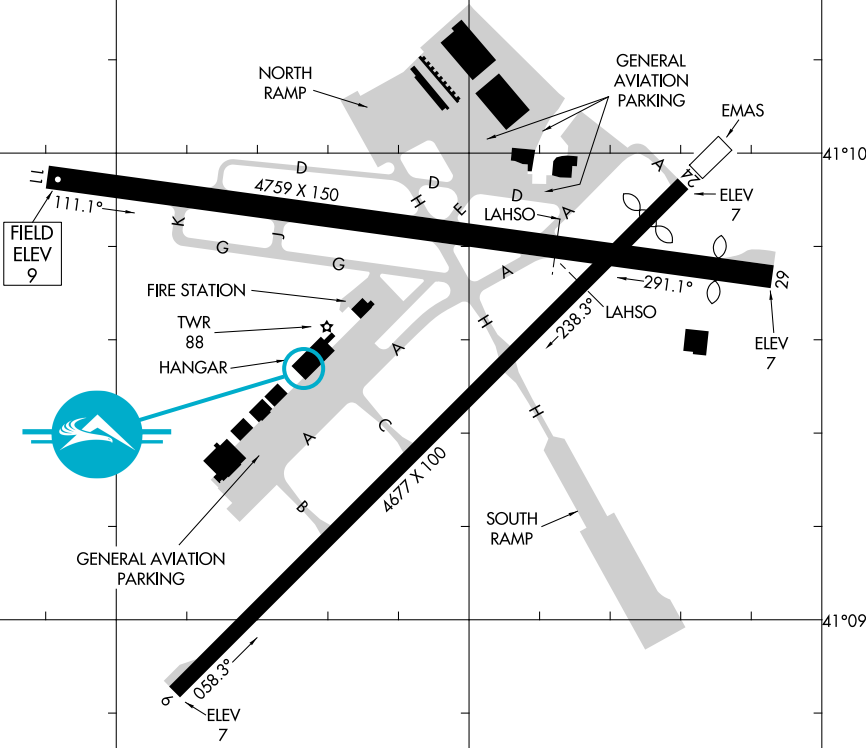 NORTH
RAMP
GENERAL
AVIATION
PARKING
EMAS
41°10
11
D
4759 X 150
111.1°
D
H
E
D
A
24
ELEV
7
LAHSO
A
K
G
J
G
FIELD
ELEV
9
A
291.1°
29
FIRE STATION
TWR
88
HANGAR
H
238.3°
LAHSO
ELEV
7
A
H
C
A
4677 X 100
B
SOUTH
RAMP
GENERAL AVIATION
PARKING
41°09
058.3°
6
ELEV
7